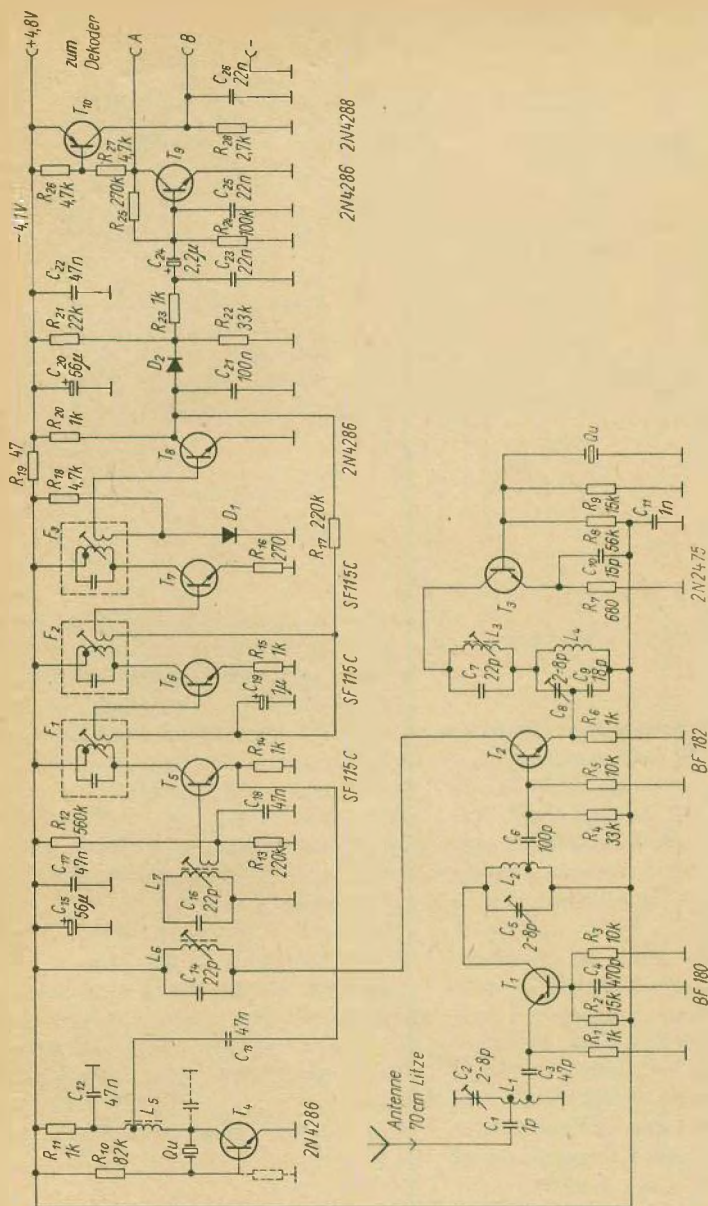 R11
1k
R10
82k
Qu
C12
47n
L5
T4
2N4286
C13
47n
L6
C14
22p
L7
C16
22p
C15
56µ
C17
47n
R12
560k
R13
220k
C18
47n
F1
T5
R14
1k
SF 115 C
C19
1µ
F2
T6
R15
1k
SF 115 C
F3
T7
R16
270
SF115C
D1
R17 220k
R18
4,7k
R19 47
R20
1k
T8
2N4286
C20
56µ
C21
100n
D2
R21
22k
R22
33k
C22
47n
R23
1k
C23
22n
C24
2,2µ
~4,1V
R24
100k
R25
270k
C25
22n
R26
4,7k
R27
4,7k
T9
2N4286
T10
R28
2,7k
2N4288
C26
22n
+4,8V
zum
Dekoder
A
B
-
Antenne
70cm Litze
C1
1p
C2
2-8p
L1
C3
47p
R1
1k
R2
15k
C4
470p
R3
10k
T1
BF 180
C5
2-8p
L2
C6
100p
R4
33k
R5
10k
T2
R6
1k
BF 182
C7
22p
L3
C8
2-8p
C9
18p
L4
T3
R7
680
C10
15p
R8
56k
R9
15k
C11
1n
Qu
2N2475